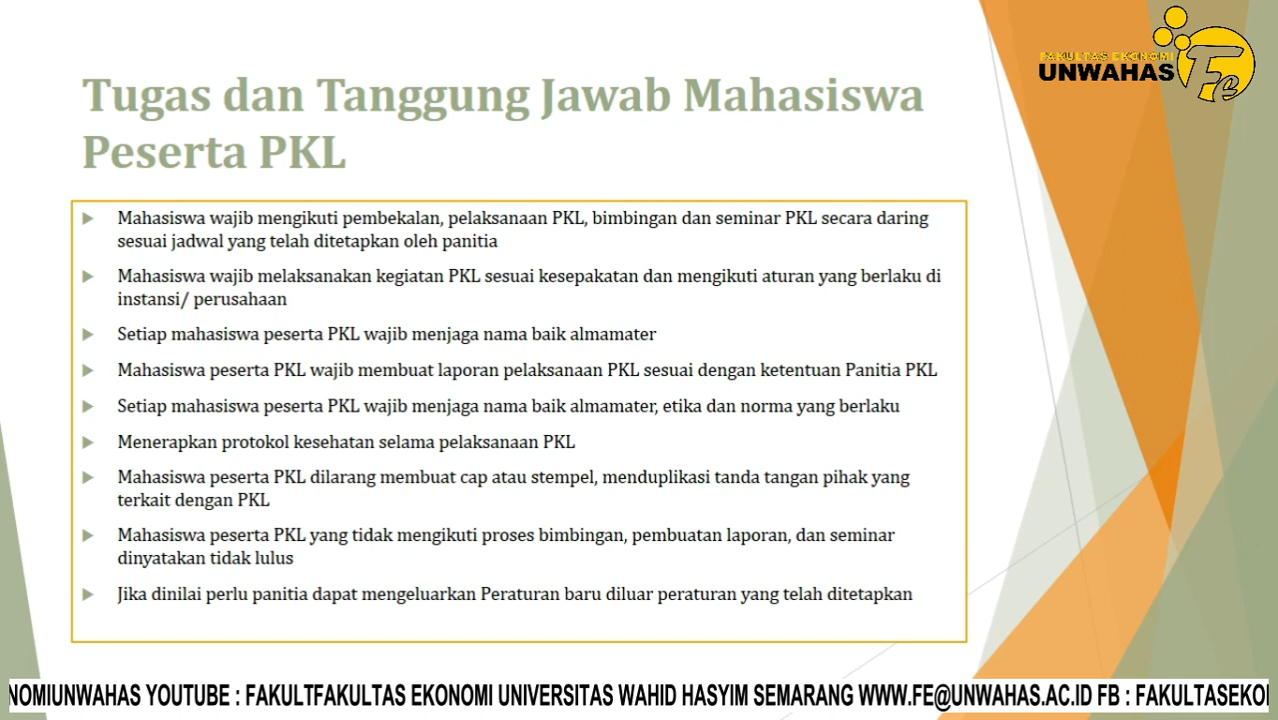 FAKULTAS EKONOMI
UNWAHAS
Tugas dan Tanggung Jawab Mahasiswa
Peserta PKL
Mahasiswa wajib mengikuti pembekalan, pelaksanaan PKL, bimbingan dan seminar PKL secara daring
sesuai jadwal yang telah ditetapkan oleh panitia
Mahasiswa wajib melaksanakan kegiatan PKL sesuai kesepakatan dan mengikuti aturan yang berlaku di
instansi/ perusahaan
Setiap mahasiswa peserta PKL wajib menjaga nama baik almamater
Mahasiswa peserta PKL wajib membuat laporan pelaksanaan PKL sesuai dengan ketentuan Panitia PKL
Setiap mahasiswa peserta PKL wajib menjaga nama baik almamater, etika dan norma yang berlaku
Menerapkan protokol kesehatan selama pelaksanaan PKL
Mahasiswa peserta PKL dilarang membuat cap atau stempel, menduplikasi tanda tangan pihak yang
terkait dengan PKL
Mahasiswa peserta PKL yang tidak mengikuti proses bimbingan, pembuatan laporan, dan seminar
dinyatakan tidak lulus
Jika dinilai perlu panitia dapat mengeluarkan Peraturan baru diluar peraturan yang telah ditetapkan
NOMIUNWAHAS YOUTUBE : FAKULTFAKULTAS EKONOMI UNIVERSITAS WAHID HASYIM SEMARANG WWW.FE@UNWAHAS.AC.ID FB : FAKULTASEKO